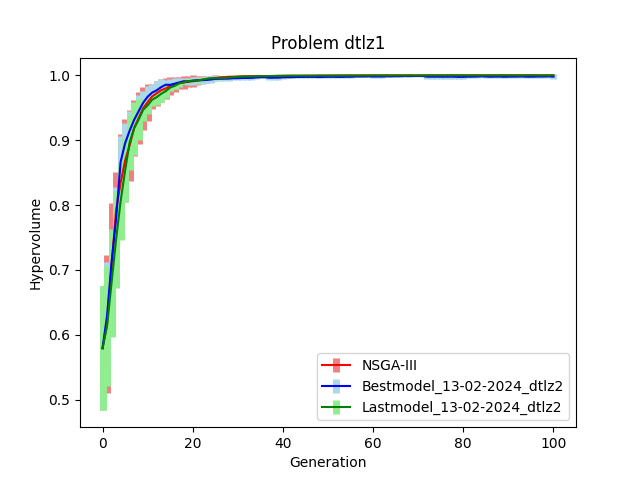 Problem dtlz1
Hypervolume
1.0
0.9
0.8
0.7
0.6
0.5
NSGA-III
Bestmodel_13-02-2024_dtlz2
Lastmodel_13-02-2024_dtlz2
0 20 40 60 80 100
Generation